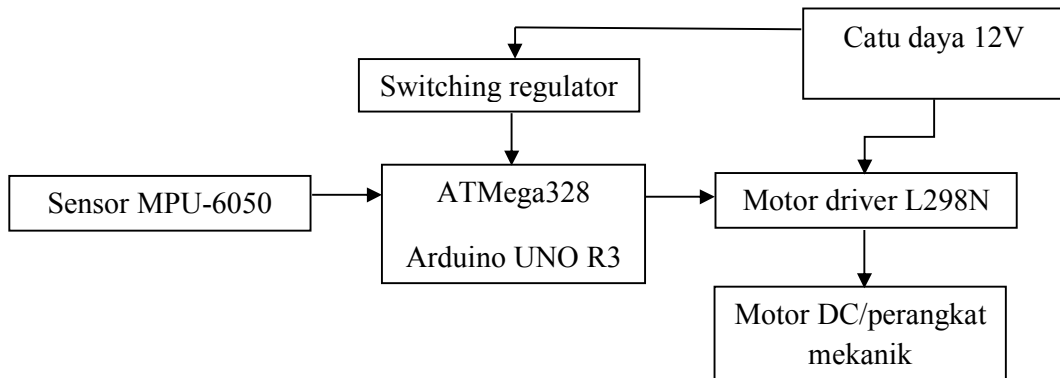 Catu daya 12V
Switching regulator
Sensor MPU-6050
ATMega328
Arduino UNO R3
Motor driver L298N
Motor DC/perangkat
mekanik